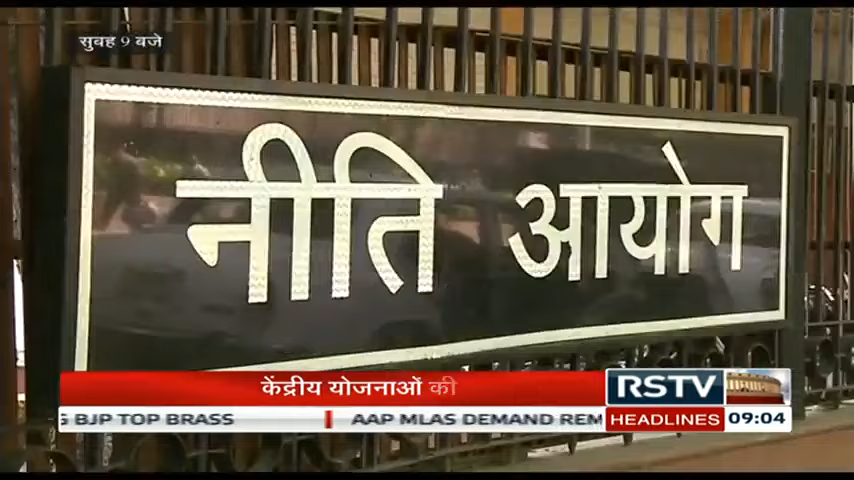 सुबह 9 बजे
नीति आयोग
केंद्रीय योजनाओं की
BJP TOP BRASS | AAP MLAS DEMAND REM
RSTV
HEADLINES 09:04